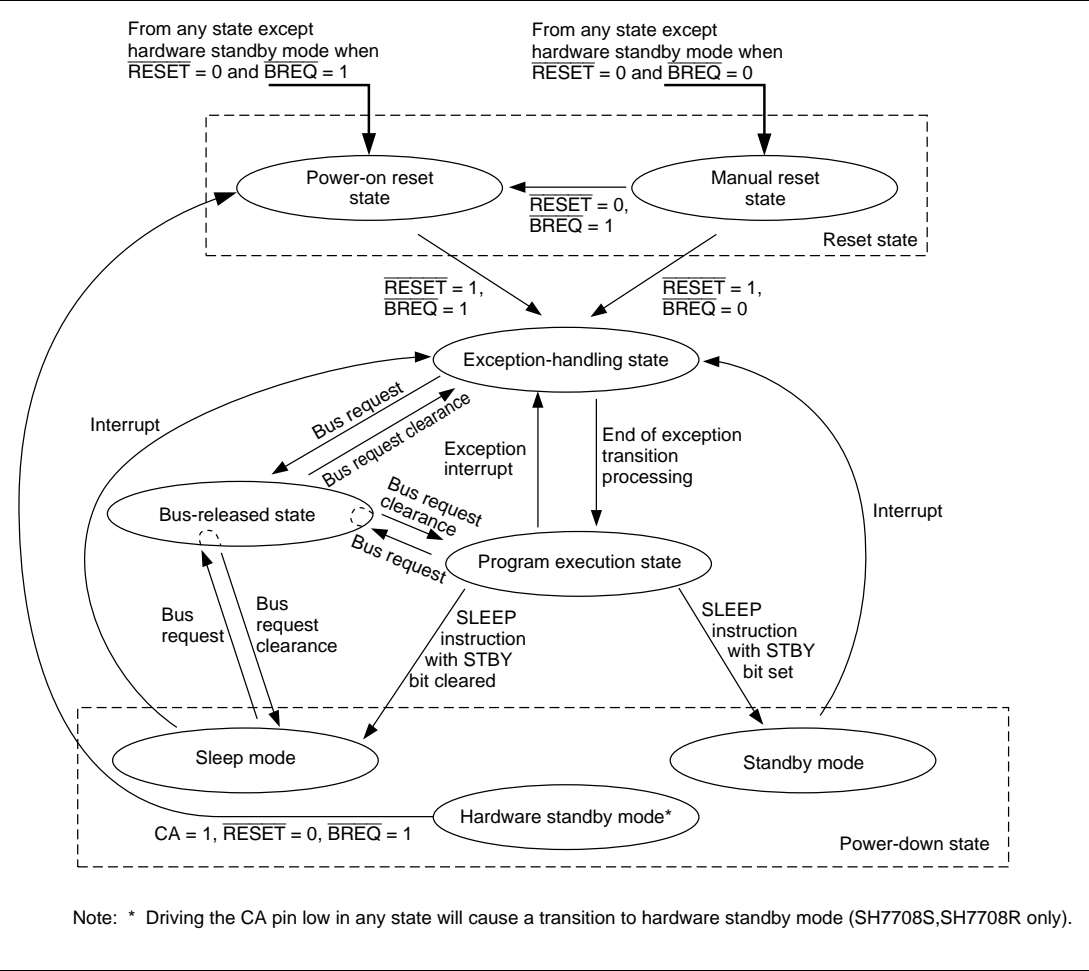 From any state except
hardware standby mode when
RESET = 0 and BREQ = 1
From any state except
hardware standby mode when
RESET = 0 and BREQ = 0
Power-on reset
state
Manual reset
state
RESET = 0,
BREQ = 1
Reset state
RESET = 1,
BREQ = 1
RESET = 1,
BREQ = 0
Exception-handling state
Interrupt
Bus request
Bus request clearance
Exception
interrupt
End of exception
transition
processing
Interrupt
Bus-released state
Bus request
clearance
Bus request
Program execution state
Bus
request
Bus
request
clearance
SLEEP
instruction
with STBY
bit cleared
SLEEP
instruction
with STBY
bit set
Sleep mode
Standby mode
Hardware standby mode*
CA = 1, RESET = 0, BREQ = 1
Power-down state
Note: * Driving the CA pin low in any state will cause a transition to hardware standby mode (SH7708S,SH7708R only).